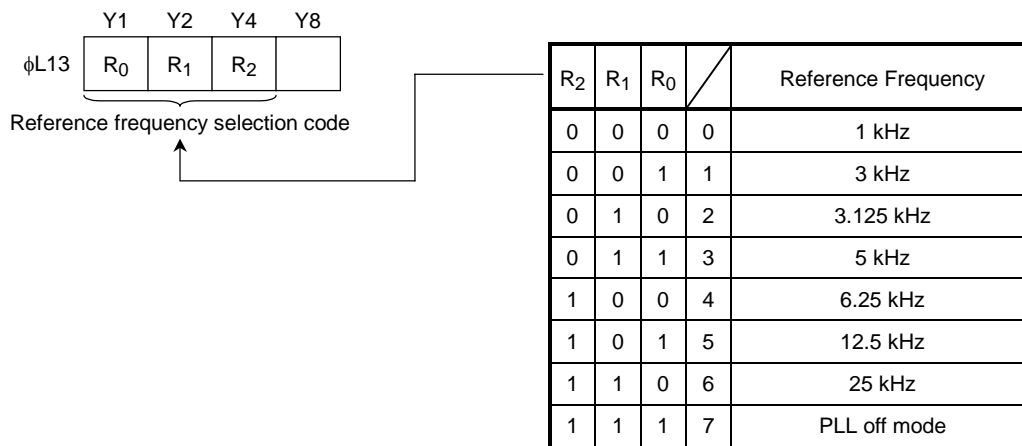 Y1 Y2 Y4 Y8
ϕL13 R0 R1 R2
Reference frequency selection code
R2 R1 R0 Reference Frequency
0 0 0 0 1 kHz
0 0 1 1 3 kHz
0 1 0 2 3.125 kHz
0 1 1 3 5 kHz
1 0 0 4 6.25 kHz
1 0 1 5 12.5 kHz
1 1 0 6 25 kHz
1 1 1 7 PLL off mode